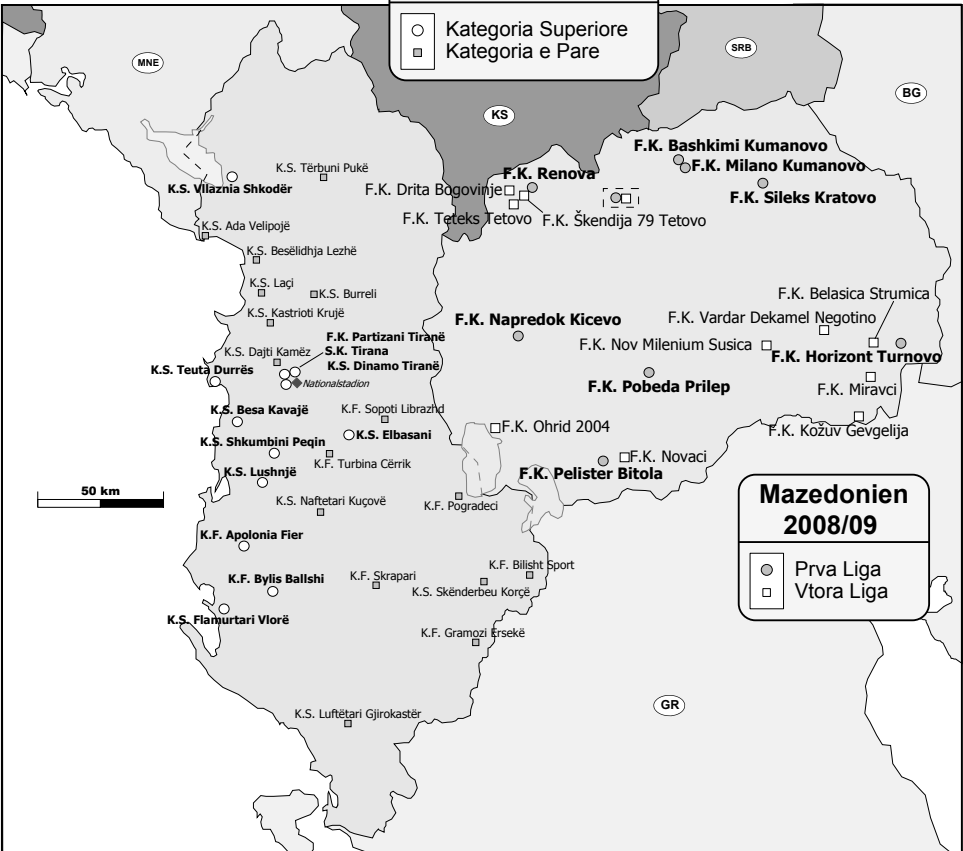 Kategoria Superiore
Kategoria e Pare
MNE
SRB
BG
KS
F.K. Bashkimi Kumanovo
F.K. Milano Kumanovo
F.K. Renova
F.K. Sileks Kratovo
F.K. Drita Bogovinje
F.K. Teteks Tetovo
F.K. Škendija 79 Tetovo
K.S. Tërbuni Pukë
K.S. Vllaznia Shkodër
K.S. Ada Velipojë
K.S. Besëlidhja Lezhë
K.S. Laçi
K.S. Burreli
K.S. Kastrioti Krujë
F.K. Belasica Strumica
F.K. Vardar Dekamel Negotino
F.K. Napredok Kicevo
F.K. Nov Milenium Susica
F.K. Horizont Turnovo
F.K. Partizani Tiranë
S.K. Tirana
K.S. Dinamo Tiranë
K.S. Dajti Kamëz
K.S. Teuta Durrës
Nationalstadion
F.K. Pobeda Prilep
F.K. Miravci
K.S. Besa Kavajë
K.F. Sopoti Librazhd
F.K. Ohrid 2004
F.K. Kožuv Gevgelija
K.S. Shkumbini Peqin
K.S. Elbasani
K.F. Turbina Cërrik
F.K. Novaci
F.K. Pelister Bitola
K.S. Lushnjë
50 km
K.S. Naftetari Kuçovë
K.F. Pogradeci
Mazedonien
2008/09
Prva Liga
Vtora Liga
K.F. Apolonia Fier
K.F. Bylis Ballshi
K.F. Skrapari
K.F. Bilisht Sport
K.S. Skënderbeu Korçë
K.S. Flamurtari Vlorë
K.F. Gramozi Ersekë
K.S. Luftëtari Gjirokastër
GR